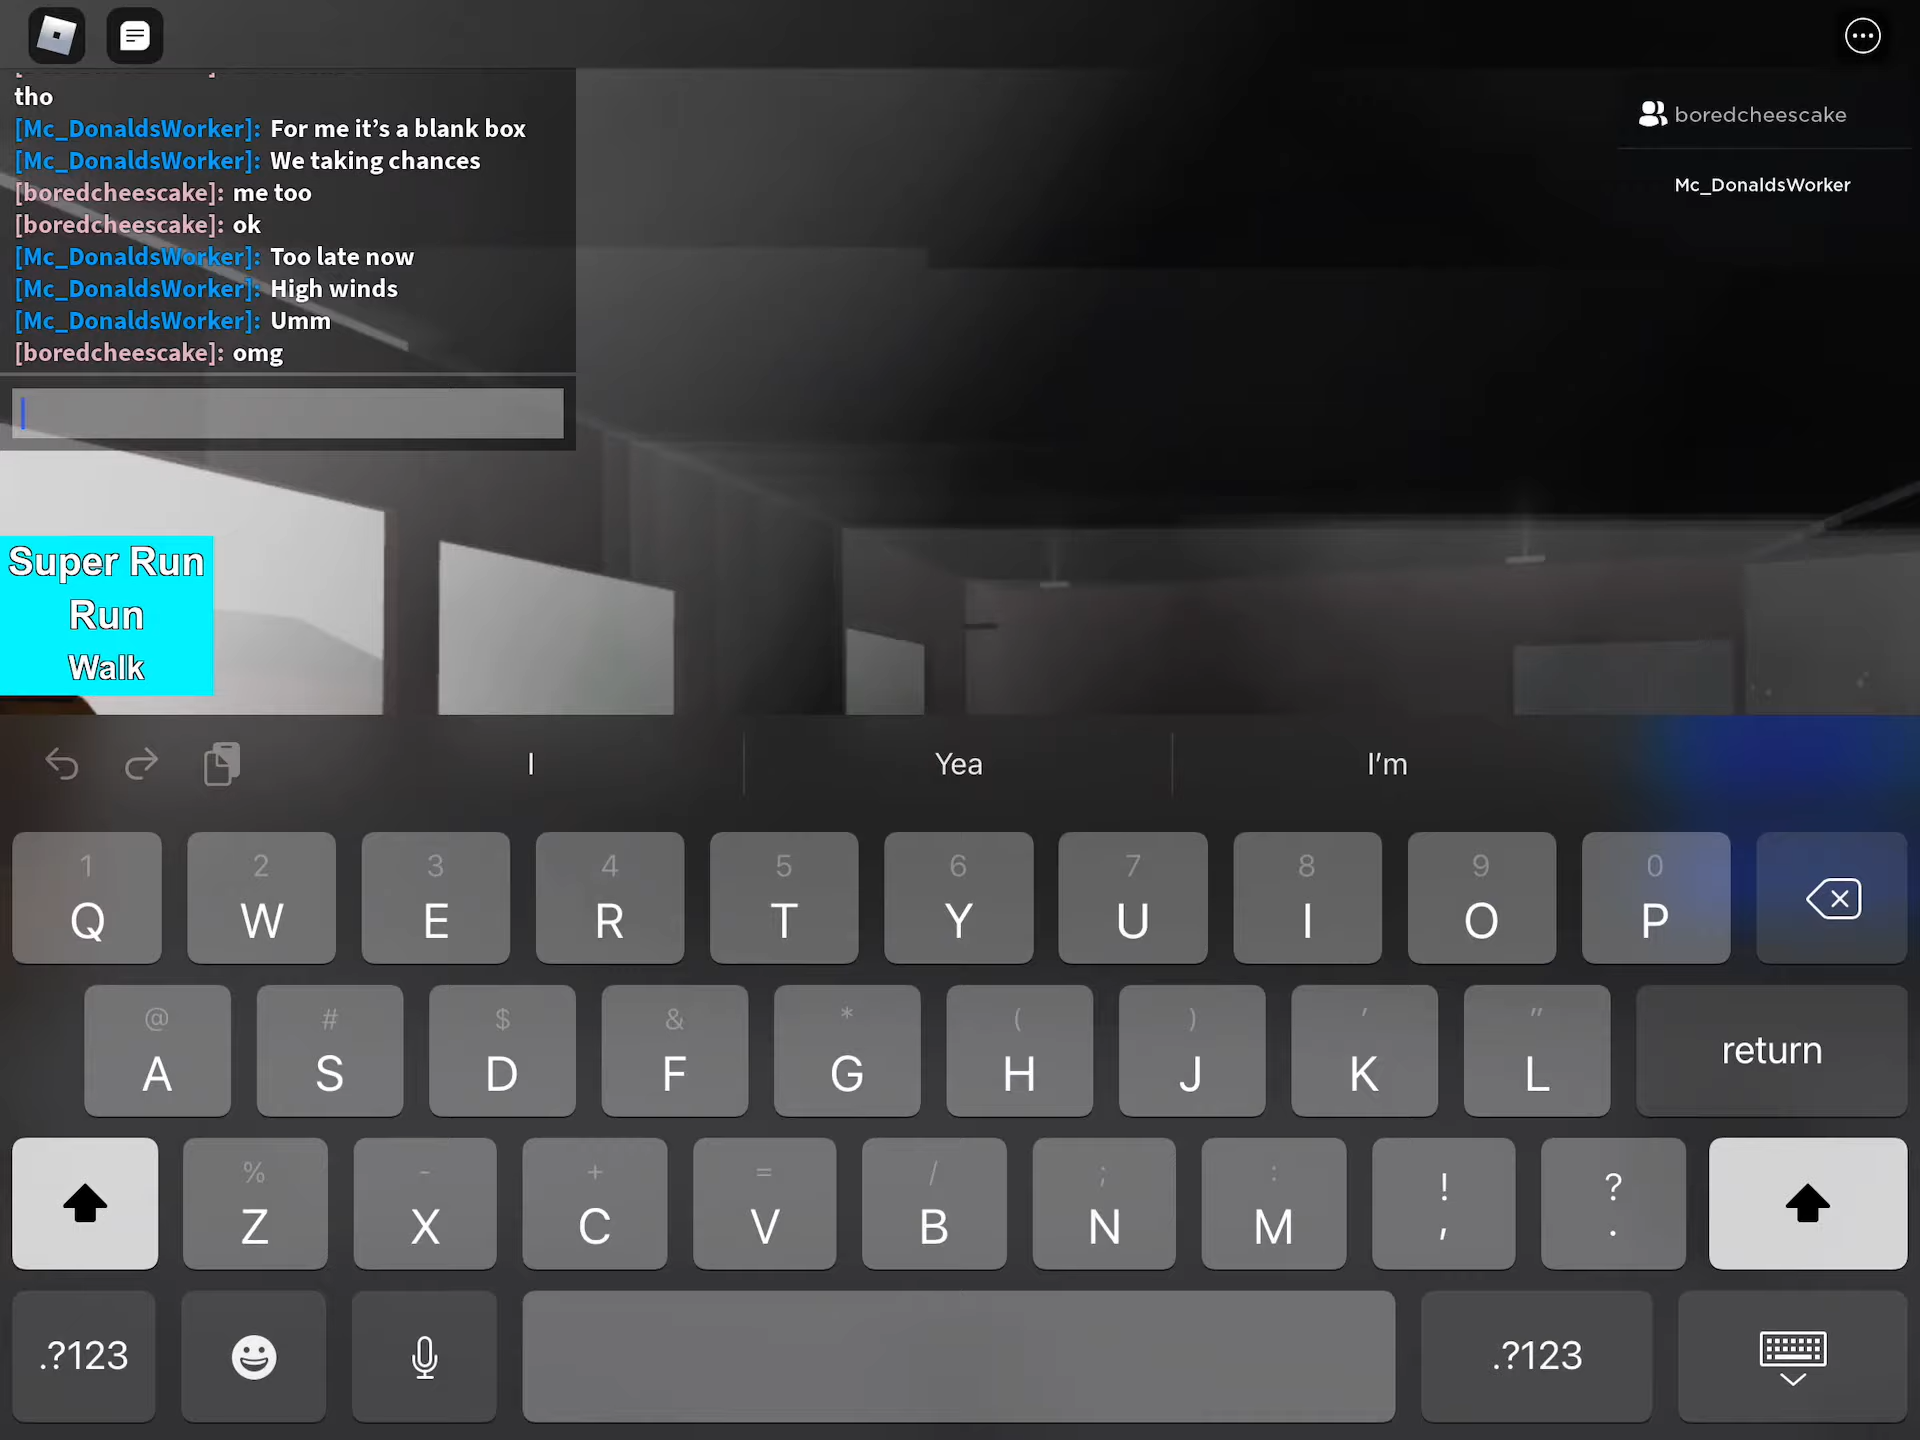 tho
[Mc_DonaldsWorker]: For me it’s a blank box
[Mc_DonaldsWorker]: We taking chances
[boredcheescake]: me too
[boredcheescake]: ok
[Mc_DonaldsWorker]: Too late now
[Mc_DonaldsWorker]: High winds
[Mc_DonaldsWorker]: Umm
[boredcheescake]: omg
boredcheescake
Mc_DonaldsWorker
Super Run
Run
Walk
I Yea I’m
1 2 3 4 5 6 7 8 9 0
Q W E R T Y U I O P
@ # $ & * ( ) ' "
A S D F G H J K L return
% - + = / ; : ! ?
Z X C V B N M , .
.?123 .?123